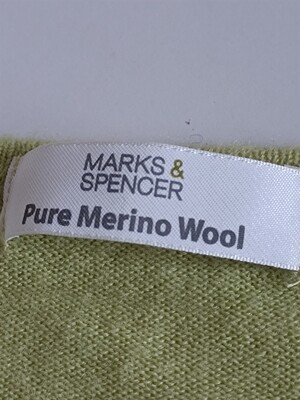 MARKS &
SPENCER
Pure Merino Wool